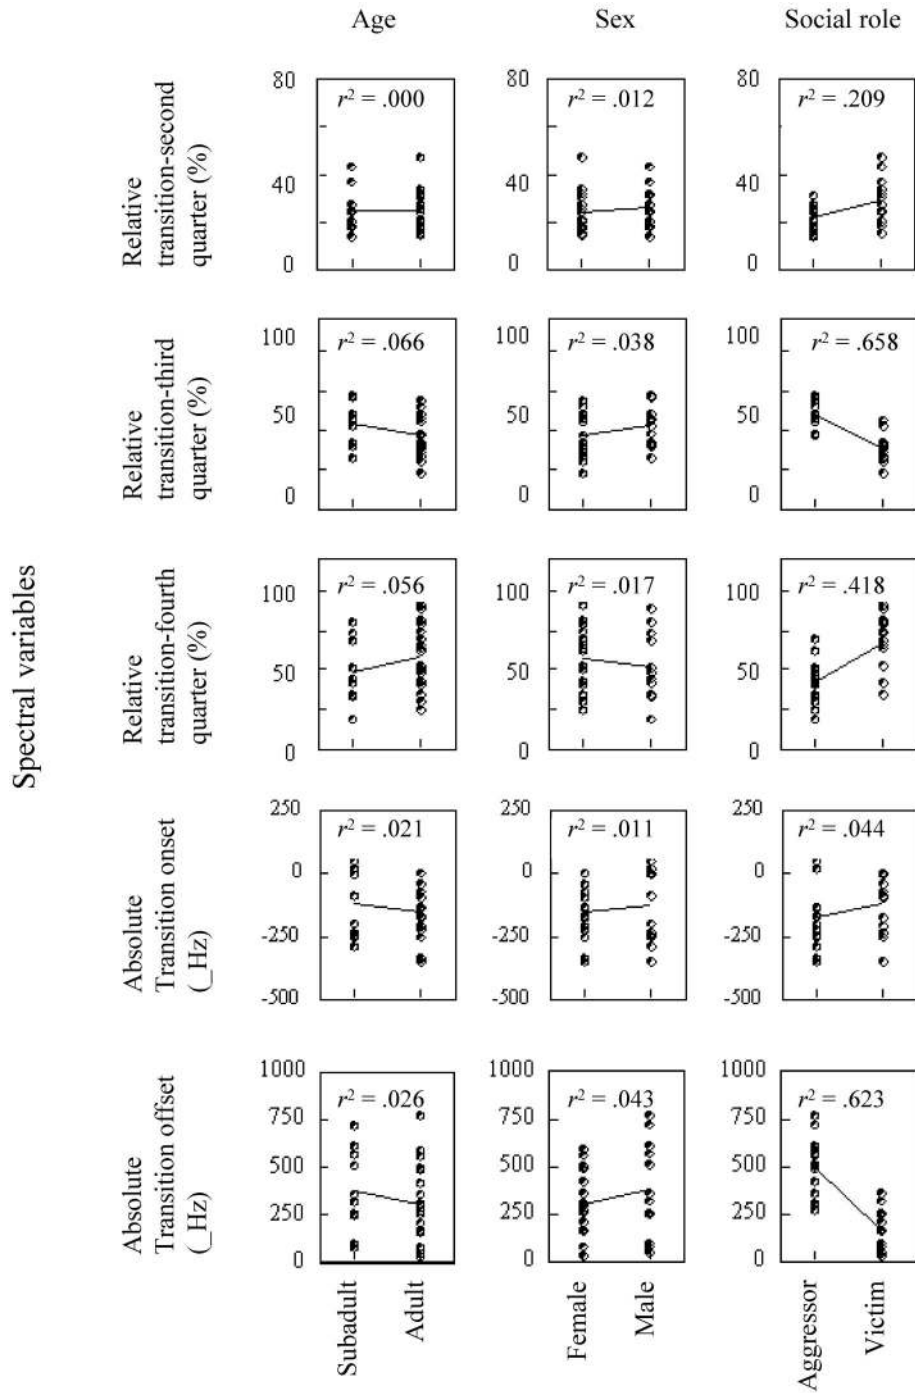 Age
Sex
Social role
Spectral variables
Relative
transition-second
quarter (%)
80
40
0
r² = .000
80
40
0
r² = .012
80
40
0
r² = .209
Relative
transition-third
quarter (%)
100
50
0
r² = .066
100
50
0
r² = .038
100
50
0
r² = .658
Relative
transition-fourth
quarter (%)
100
50
0
r² = .056
100
50
0
r² = .017
100
50
0
r² = .418
Absolute
Transition onset
(_Hz)
250
0
-250
-500
r² = .021
250
0
-250
-500
r² = .011
250
0
-250
-500
r² = .044
Absolute
Transition offset
(_Hz)
1000
750
500
250
0
r² = .026
1000
750
500
250
0
r² = .043
1000
750
500
250
0
r² = .623
Subadult
Adult
Female
Male
Aggressor
Victim